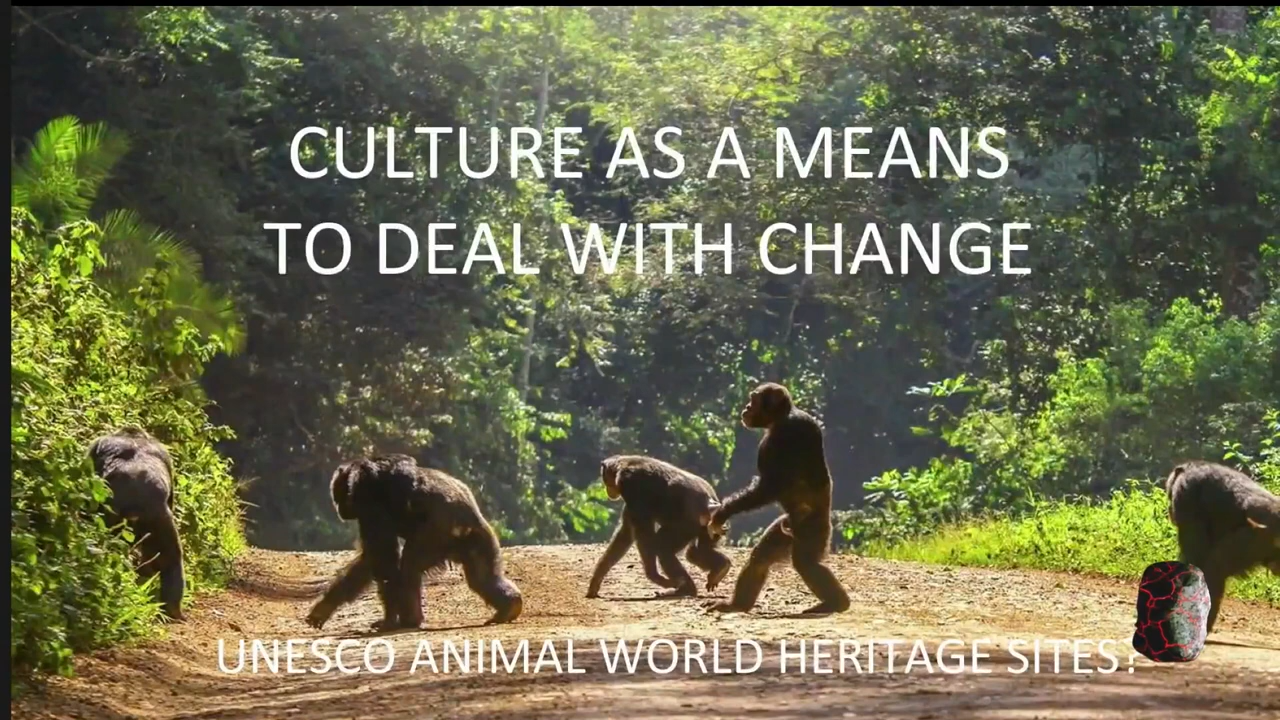 CULTURE AS A MEANS
TO DEAL WITH CHANGE
UNESCO ANIMAL WORLD HERITAGE SITES?